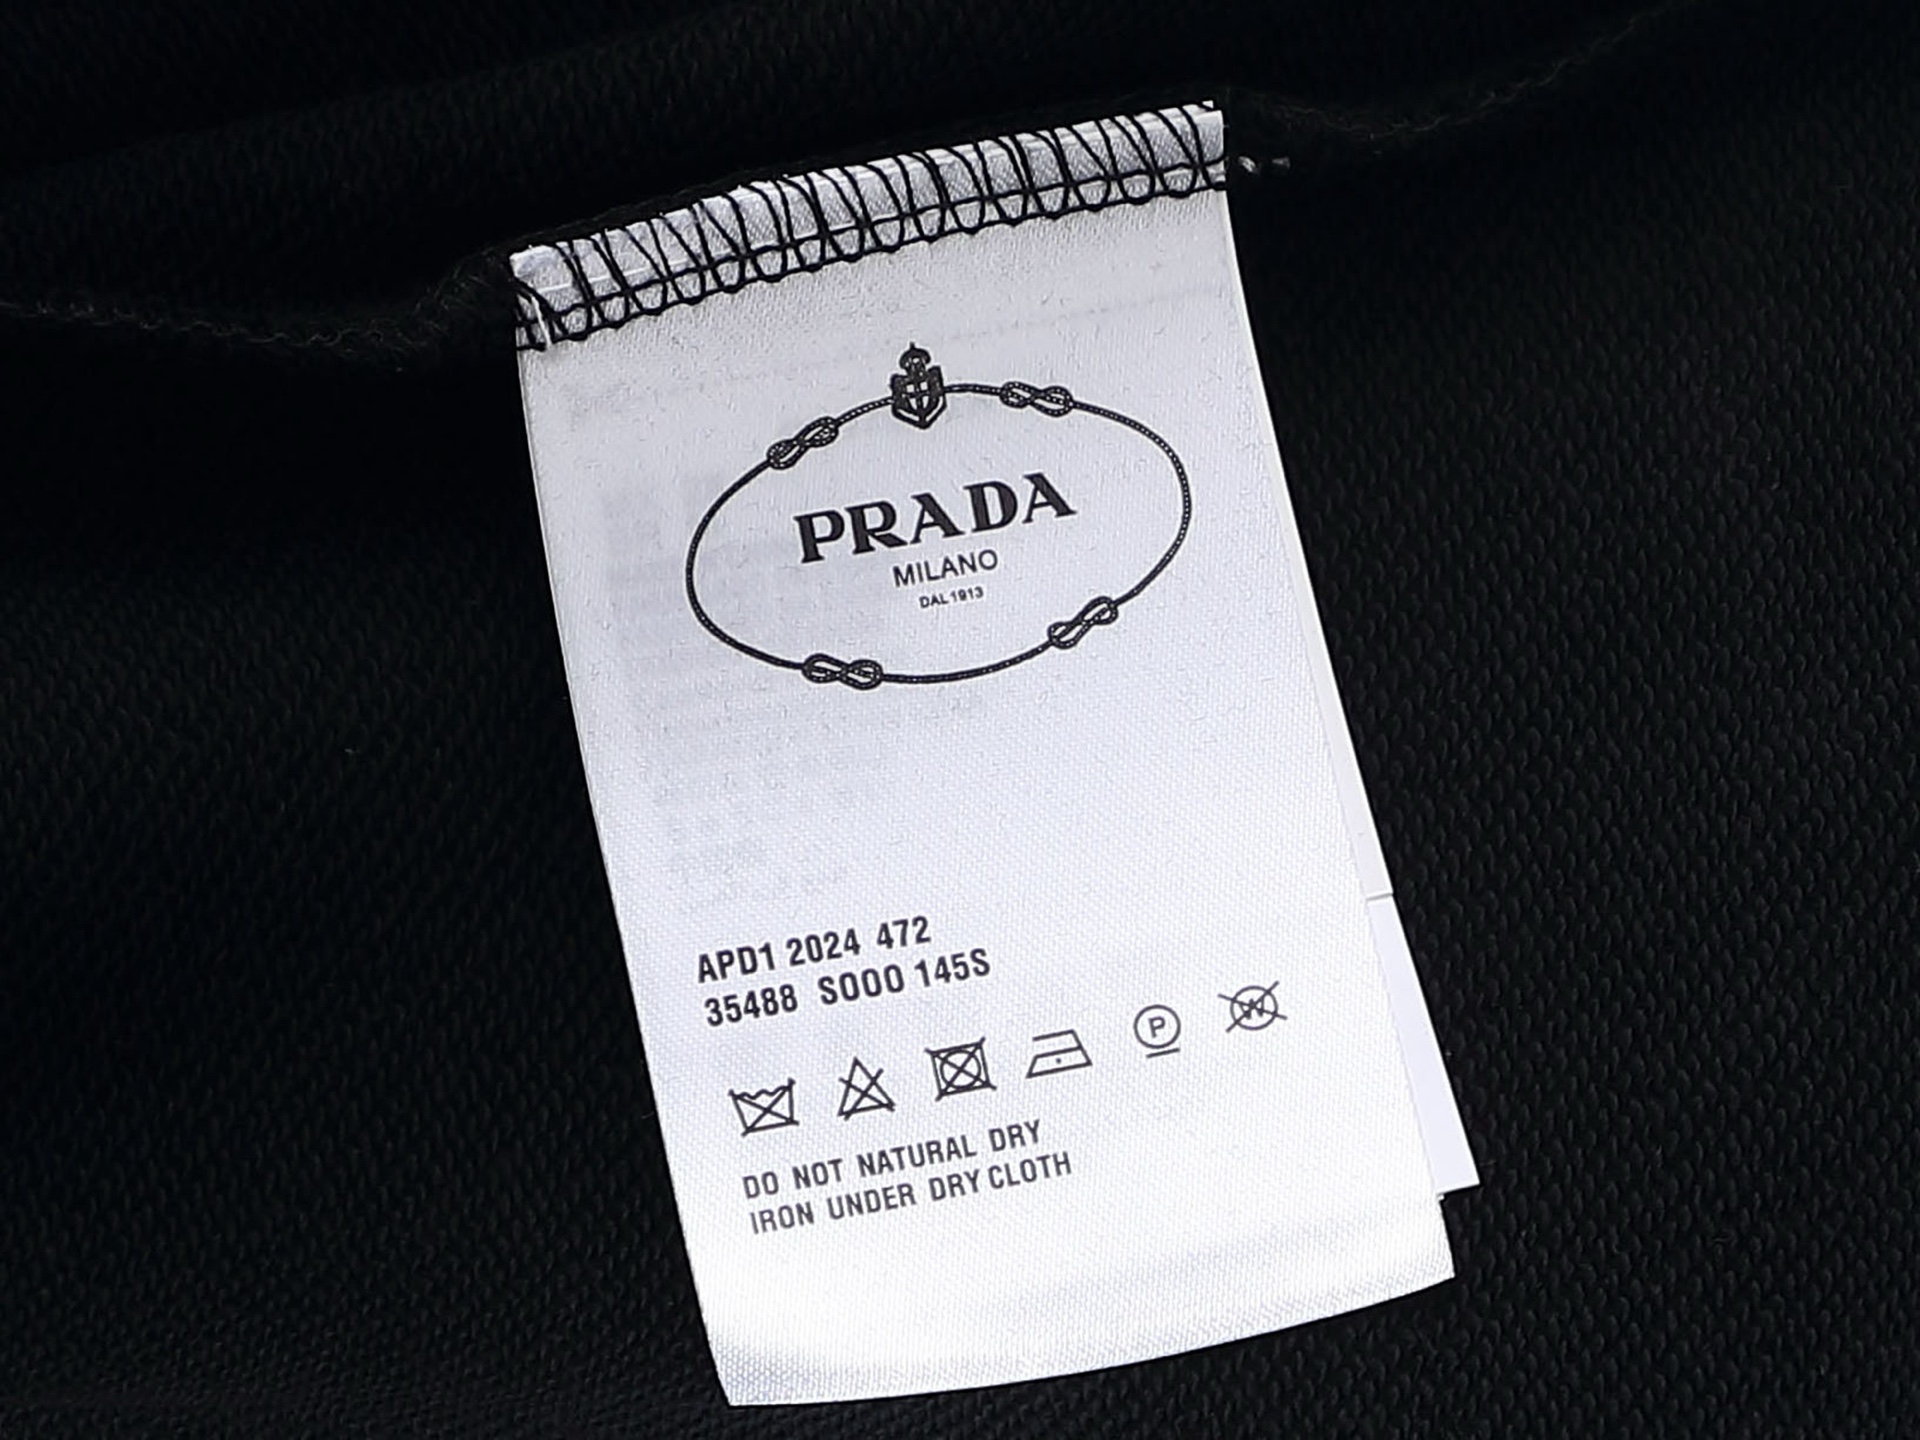 PRADA
MILANO
DAL 1913
APD1 2024 472
35488 S000 145S
P
W
DO NOT NATURAL DRY
IRON UNDER DRY CLOTH